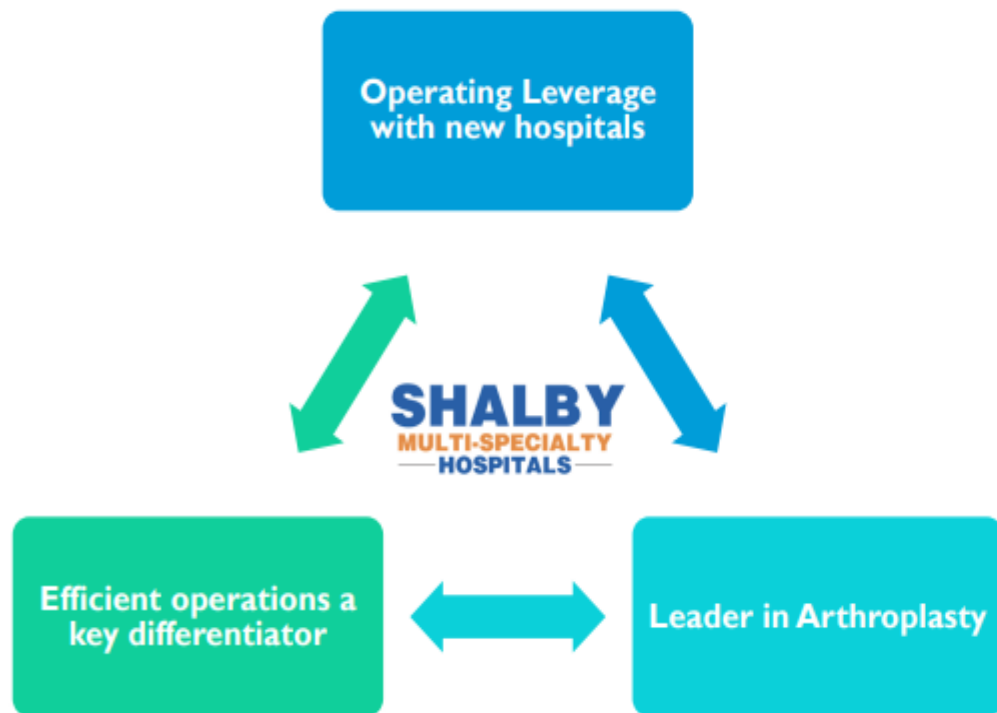 Operating Leverage
with new hospitals
SHALBY
MULTI-SPECIALTY
HOSPITALS
Efficient operations a
key differentiator
Leader in Arthroplasty